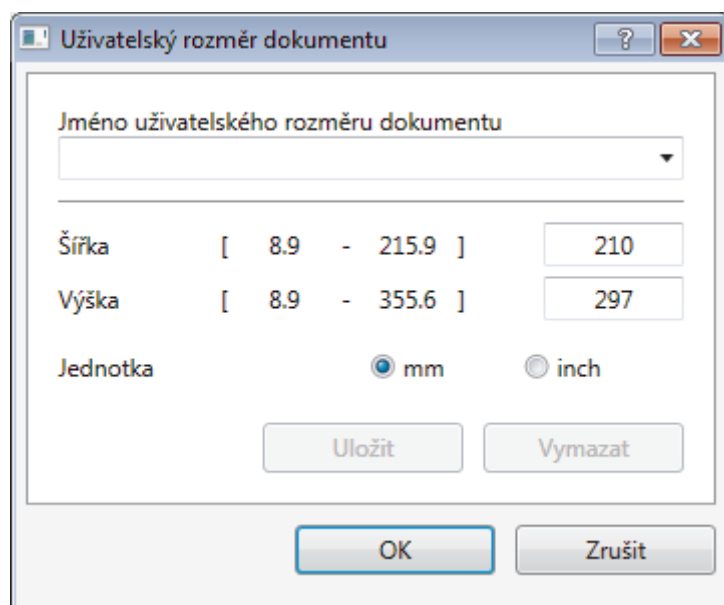 Uživatelský rozměr dokumentu ?
Jméno uživatelského rozměru dokumentu
Šířka [ 8.9 - 215.9 ] 210
Výška [ 8.9 - 355.6 ] 297
Jednotka mm inch
Uložit Vymazat
OK Zrušit